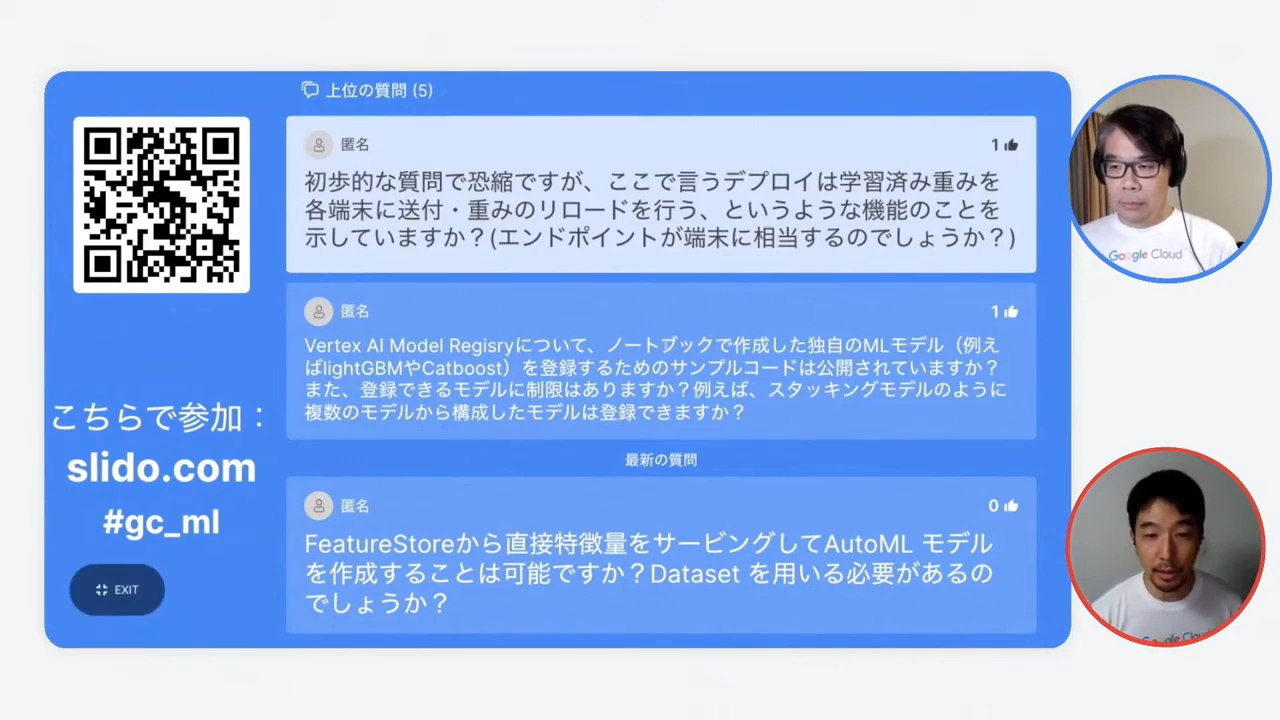 上位の質問 (5)
匿名
1
初歩的な質問で恐縮ですが、ここで言うデプロイは学習済み重みを
各端末に送付・重みのリロードを行う、というような機能のことを
示していますか？(エンドポイントが端末に相当するのでしょうか？)
匿名
1
Vertex AI Model Regisryについて、ノートブックで作成した独自のMLモデル（例え
ばlightGBMやCatboost）を登録するためのサンプルコードは公開されていますか？
また、登録できるモデルに制限はありますか？例えば、スタッキングモデルのように
複数のモデルから構成したモデルは登録できますか？
最新の質問
匿名
0
FeatureStoreから直接特徴量をサービングしてAutoML モデル
を作成することは可能ですか？Dataset を用いる必要があるの
でしょうか？
こちらで参加：
slido.com
#gc_ml
EXIT
Google Cloud
Google Cloud